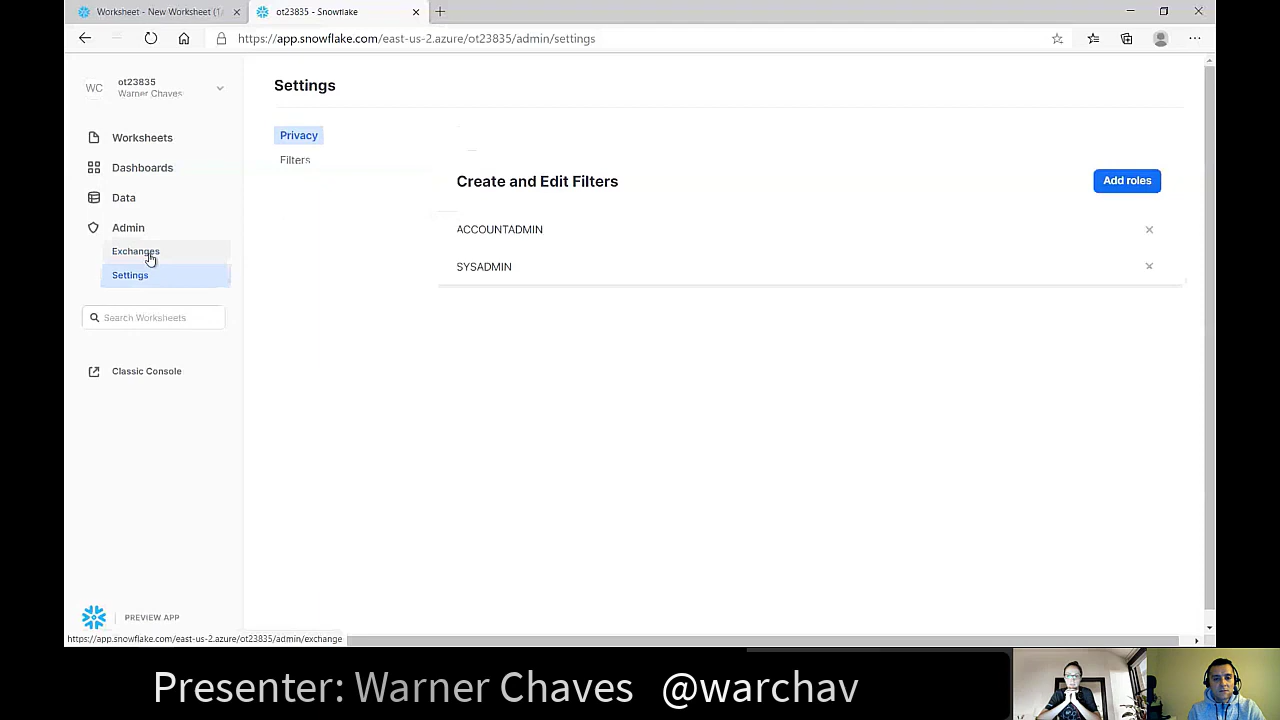 Worksheet - New Worksheet (1/
ot23835 - Snowflake
https://app.snowflake.com/east-us-2.azure/ot23835/admin/settings
WC
ot23835
Warner Chaves
Worksheets
Dashboards
Data
Admin
Exchanges
Settings
Search Worksheets
Classic Console
PREVIEW APP
Settings
Privacy
Filters
Create and Edit Filters
Add roles
ACCOUNTADMIN
SYSADMIN
https://app.snowflake.com/east-us-2.azure/ot23835/admin/exchange
Presenter: Warner Chaves @warchav